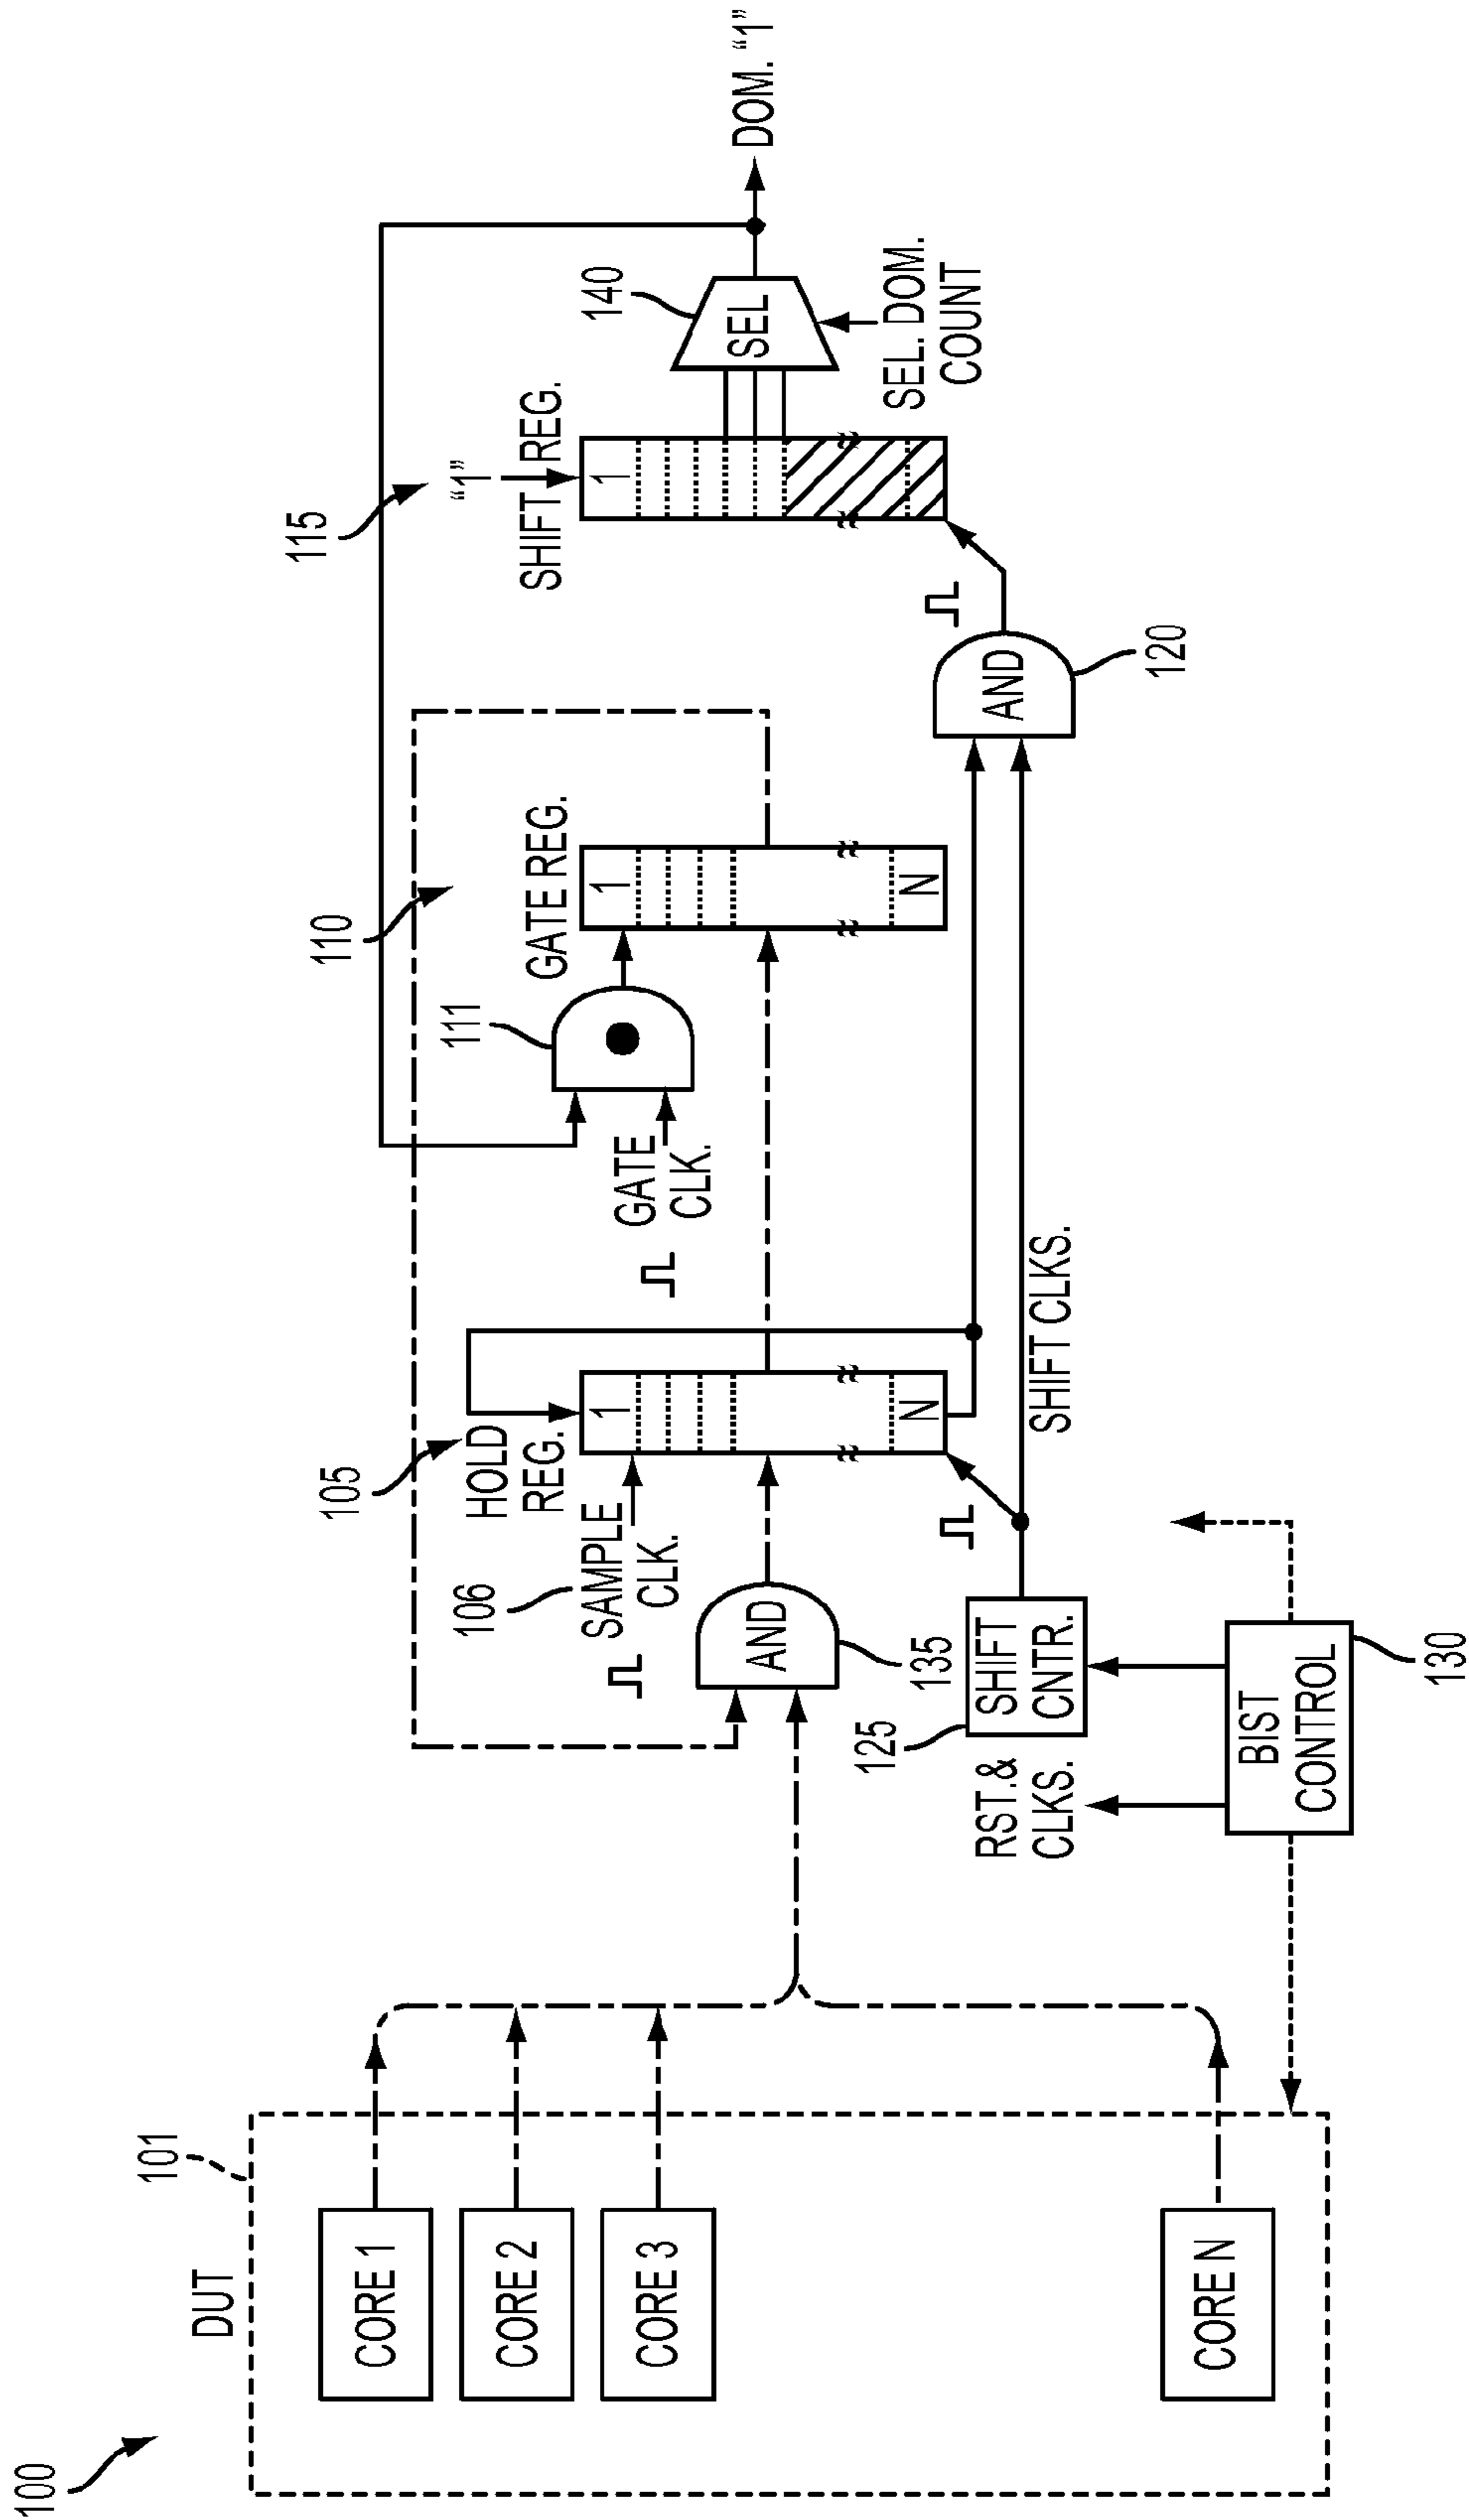 100
DUT
101
CORE 1
CORE 2
CORE 3
CORE N
RST.&
CLKS.
BIST
CONTROL
130
125
SHIFT
CNTR.
AND
135
106
SAMPLE
CLK.
105
HOLD
REG.
1
N
SHIFT CLKS.
GATE
CLK.
111
110
GATE REG.
1
N
AND
120
115
"1"
SHIFT REG.
1
140
SEL
SEL. DOM.
COUNT
DOM. "1"